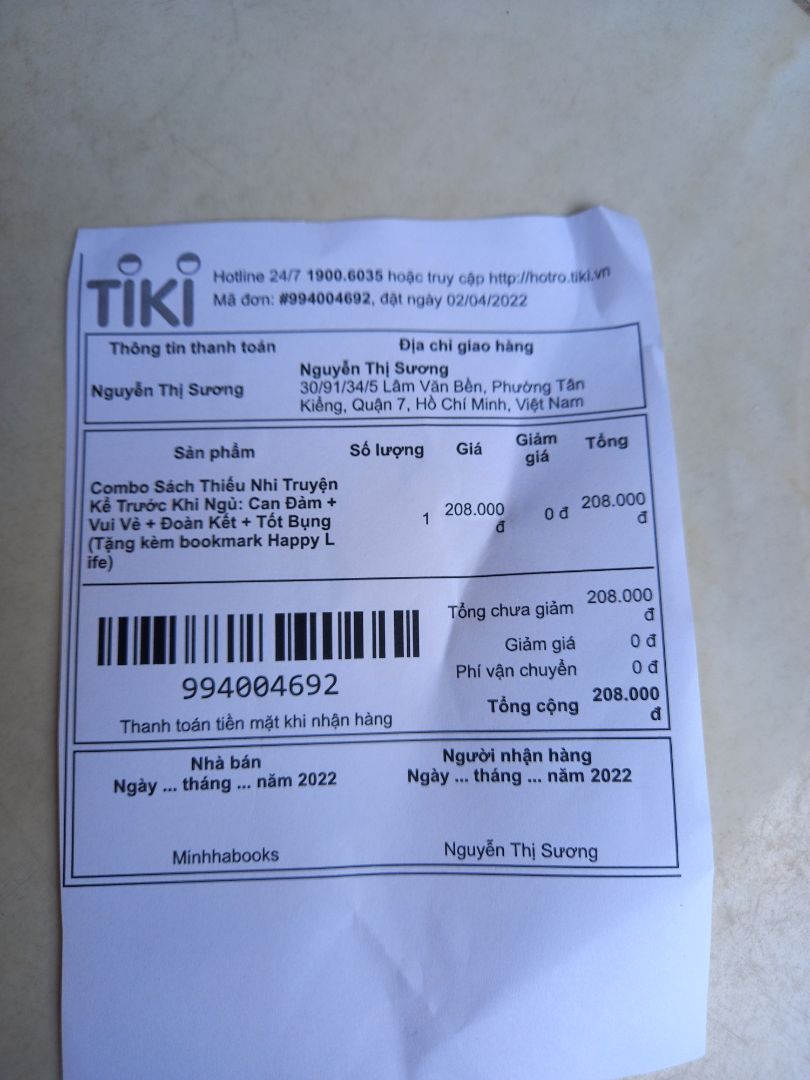 TIKI
Hotline 24/7 1900.6035 hoặc truy cập http://hotro.tiki.vn
Mã đơn: #994004692, đặt ngày 02/04/2022
Thông tin thanh toán
Địa chỉ giao hàng
Nguyễn Thị Sương
Nguyễn Thị Sương
30/91/34/5 Lâm Văn Bền, Phường Tân
Kiểng, Quận 7, Hồ Chí Minh, Việt Nam
Sản phẩm Số lượng Giá Giảm giá Tổng
Combo Sách Thiếu Nhi Truyện
Kể Trước Khi Ngủ: Can Đảm +
Vui Vẻ + Đoàn Kết + Tốt Bụng
(Tặng kèm bookmark Happy L
ife)
1 208.000 đ 0 đ 208.000 đ
Tổng chưa giảm 208.000 đ
Giảm giá 0 đ
Phí vận chuyển 0 đ
Tổng cộng 208.000 đ
994004692
Thanh toán tiền mặt khi nhận hàng
Nhà bán
Ngày ... tháng ... năm 2022
Minhhabooks
Người nhận hàng
Ngày ... tháng ... năm 2022
Nguyễn Thị Sương